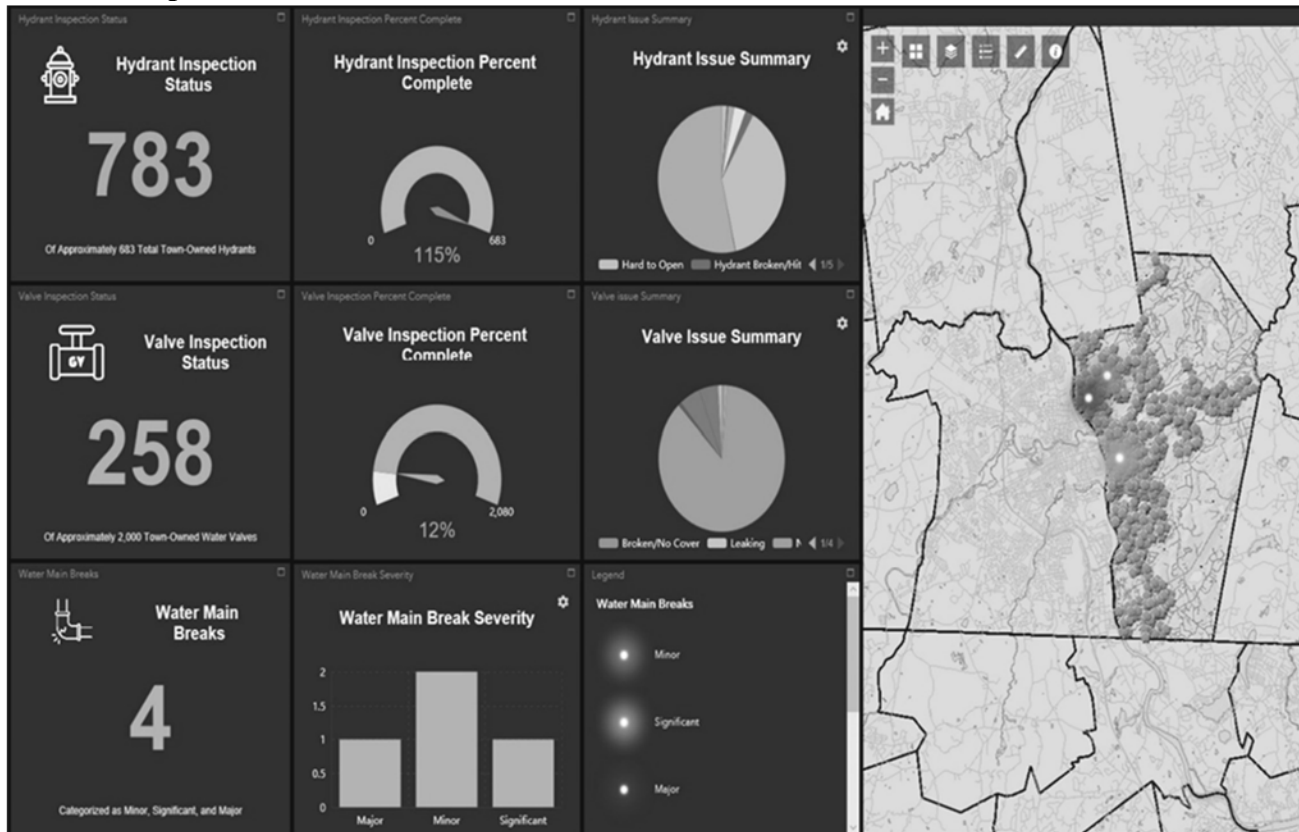 Hydrant Inspection Status
Hydrant Inspection
Status
783
Of Approximately 683 Total Town-Owned Hydrants
Hydrant Inspection Percent Complete
Hydrant Inspection Percent
Complete
0
683
115%
Hydrant Issue Summary
Hydrant Issue Summary
Hard to Open
Hydrant Broken/Hit
1/5
Valve Inspection Status
Valve Inspection
Status
GV
258
Of Approximately 2,000 Town-Owned Water Valves
Valve Inspection Percent Complete
Valve Inspection Percent
Complete
0
2,080
12%
Valve issue Summary
Valve Issue Summary
Broken/No Cover
Leaking
1/4
Water Main Breaks
Water Main
Breaks
4
Categorized as Minor, Significant, and Major
Water Main Break Severity
Water Main Break Severity
2
1.5
1
0.5
0
Major
Minor
Significant
Legend
Water Main Breaks
Minor
Significant
Major